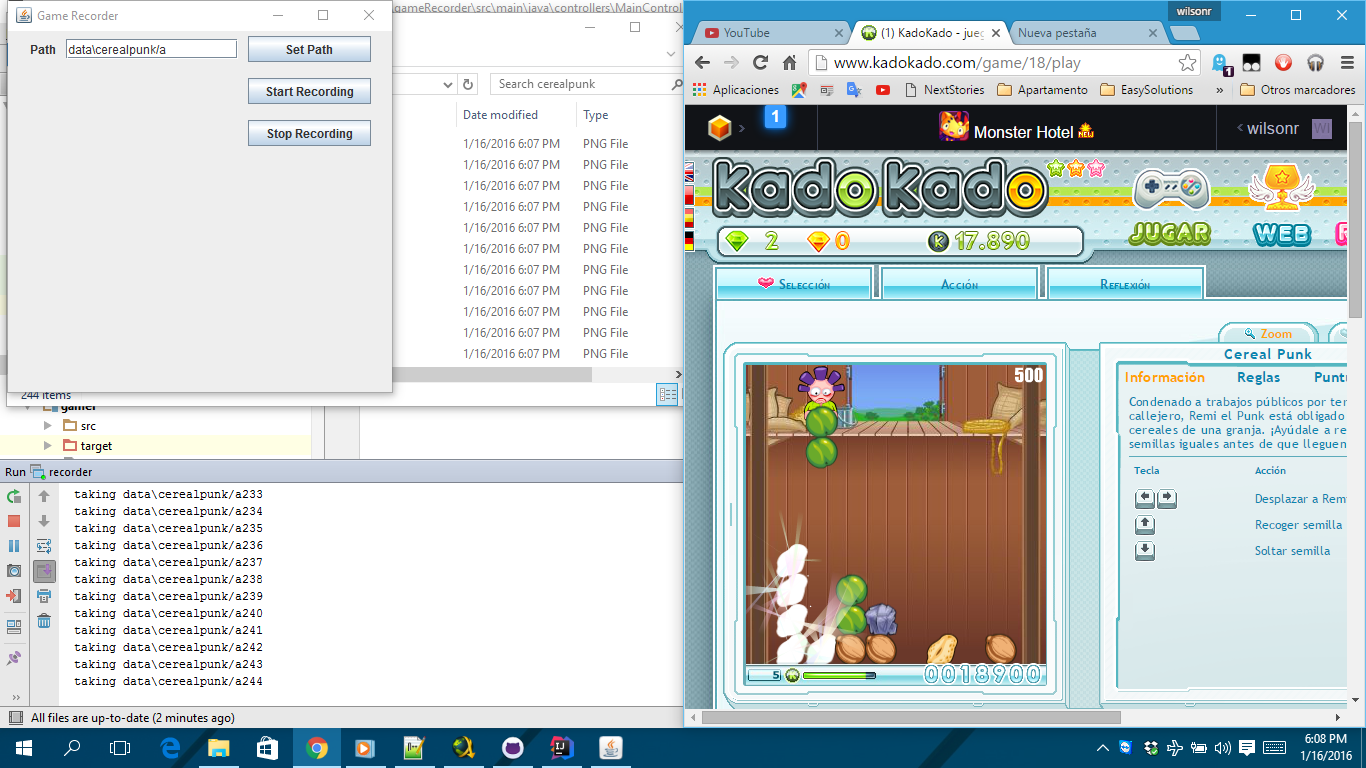 Game Recorder
Path data\cerealpunk/a Set Path
Start Recording
Stop Recording
gameRecorder\src\main\java\controllers\MainControl
Search cerealpunk
Date modified Type
1/16/2016 6:07 PM PNG File
1/16/2016 6:07 PM PNG File
1/16/2016 6:07 PM PNG File
1/16/2016 6:07 PM PNG File
1/16/2016 6:07 PM PNG File
1/16/2016 6:07 PM PNG File
1/16/2016 6:07 PM PNG File
1/16/2016 6:07 PM PNG File
1/16/2016 6:07 PM PNG File
1/16/2016 6:07 PM PNG File
1/16/2016 6:07 PM PNG File
244 items
gamer
src
target
Run recorder
taking data\cerealpunk/a233
taking data\cerealpunk/a234
taking data\cerealpunk/a235
taking data\cerealpunk/a236
taking data\cerealpunk/a237
taking data\cerealpunk/a238
taking data\cerealpunk/a239
taking data\cerealpunk/a240
taking data\cerealpunk/a241
taking data\cerealpunk/a242
taking data\cerealpunk/a243
taking data\cerealpunk/a244
All files are up-to-date (2 minutes ago)
wilsonr
YouTube (1) KadoKado - jueg Nueva pestaña
www.kadokado.com/game/18/play
1
Aplicaciones NextStories Apartamento EasySolutions » Otros marcadores
1 Monster Hotel NEW wilsonr WI
KadoKado
JUGAR WEB R
2 0 K 17.890
Selección Acción Reflexión
Zoom
Cereal Punk
Información Reglas Puntu
Condenado a trabajos públicos por ter
callejero, Remi el Punk está obligado
cereales de una granja. ¡Ayúdale a re
semillas iguales antes de que lleguen
Tecla Acción
Desplazar a Rem
Recoger semilla
Soltar semilla
500
5 0018900
6:08 PM
1/16/2016